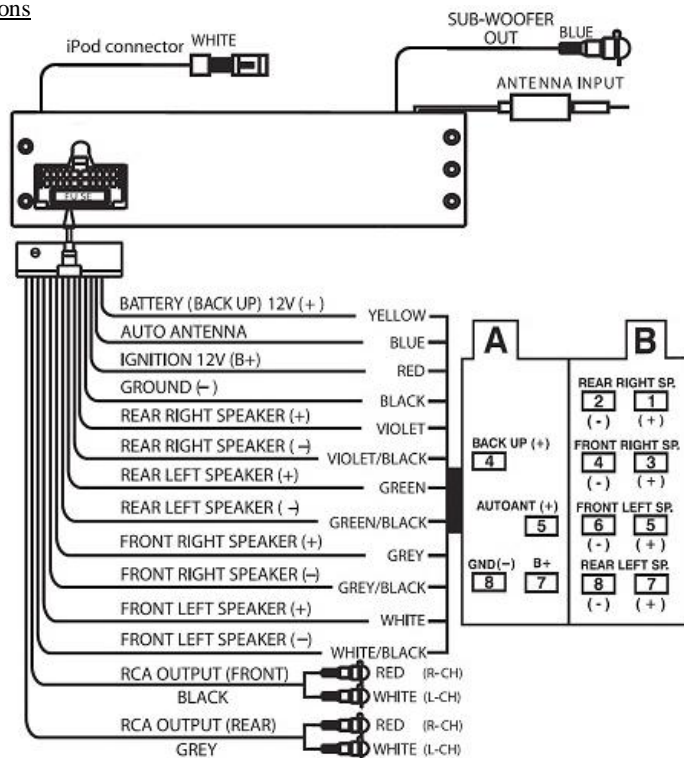 ons
iPod connector WHITE
SUB-WOOFER
OUT
BLUE
ANTENNA INPUT
FUSE
BATTERY (BACK UP) 12V (+) YELLOW
AUTO ANTENNA BLUE
IGNITION 12V (B+) RED
GROUND (-) BLACK
REAR RIGHT SPEAKER (+) VIOLET
REAR RIGHT SPEAKER (-) VIOLET/BLACK
REAR LEFT SPEAKER (+) GREEN
REAR LEFT SPEAKER (-) GREEN/BLACK
FRONT RIGHT SPEAKER (+) GREY
FRONT RIGHT SPEAKER (-) GREY/BLACK
FRONT LEFT SPEAKER (+) WHITE
FRONT LEFT SPEAKER (-) WHITE/BLACK
RCA OUTPUT (FRONT) RED (R-CH)
BLACK WHITE (L-CH)
RCA OUTPUT (REAR) RED (R-CH)
GREY WHITE (L-CH)
A
BACK UP (+)
4
AUTOANT (+)
5
GND(-) B+
8 7
B
REAR RIGHT SP.
2 1
(-) (+)
FRONT RIGHT SP.
4 3
(-) (+)
FRONT LEFT SP.
6 5
(-) (+)
REAR LEFT SP.
8 7
(-) (+)